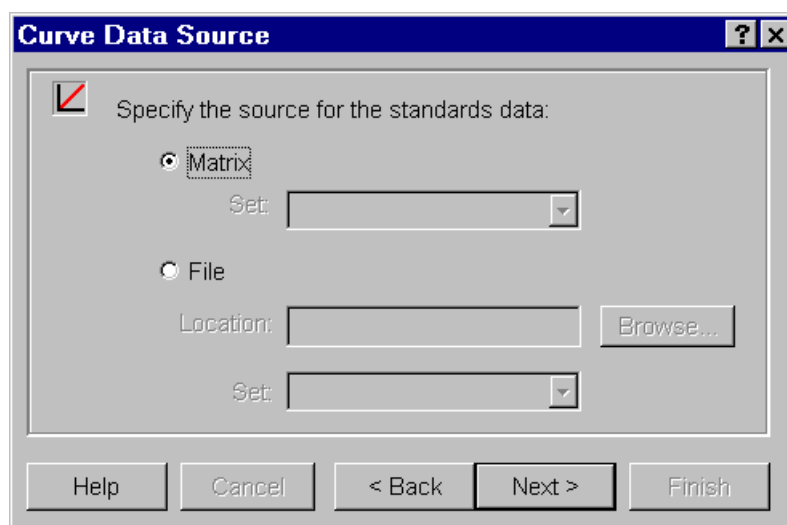 Curve Data Source
Specify the source for the standards data:
Matrix
Set:
File
Location:
Browse...
Set:
Help
Cancel
< Back
Next >
Finish